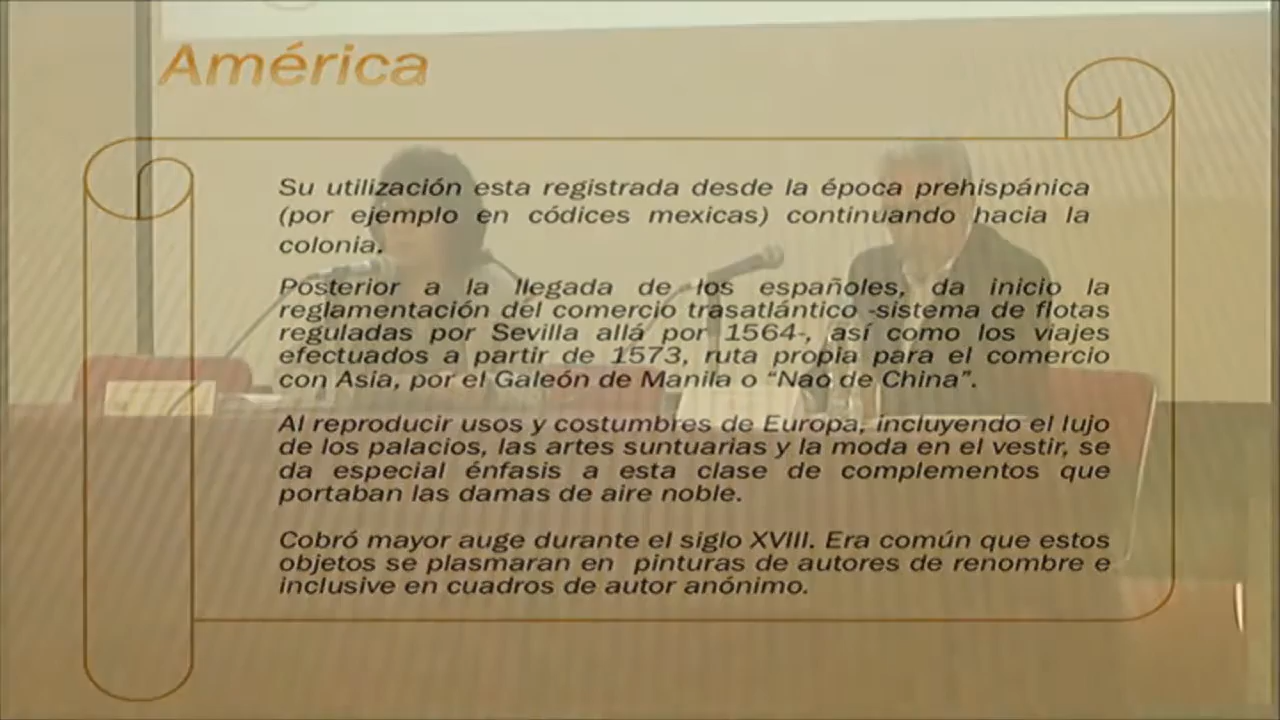 América
Su utilización esta registrada desde la época prehispánica
(por ejemplo en códices mexicas) continuando hacia la
colonia.
Posterior a la llegada de los españoles, da inicio la
reglamentación del comercio trasatlántico -sistema de flotas
reguladas por Sevilla allá por 1564-, así como los viajes
efectuados a partir de 1573, ruta propia para el comercio
con Asia, por el Galeón de Manila o “Nao de China”.
Al reproducir usos y costumbres de Europa, incluyendo el lujo
de los palacios, las artes suntuarias y la moda en el vestir, se
da especial énfasis a esta clase de complementos que
portaban las damas de aire noble.
Cobró mayor auge durante el siglo XVIII. Era común que estos
objetos se plasmaran en pinturas de autores de renombre e
inclusive en cuadros de autor anónimo.